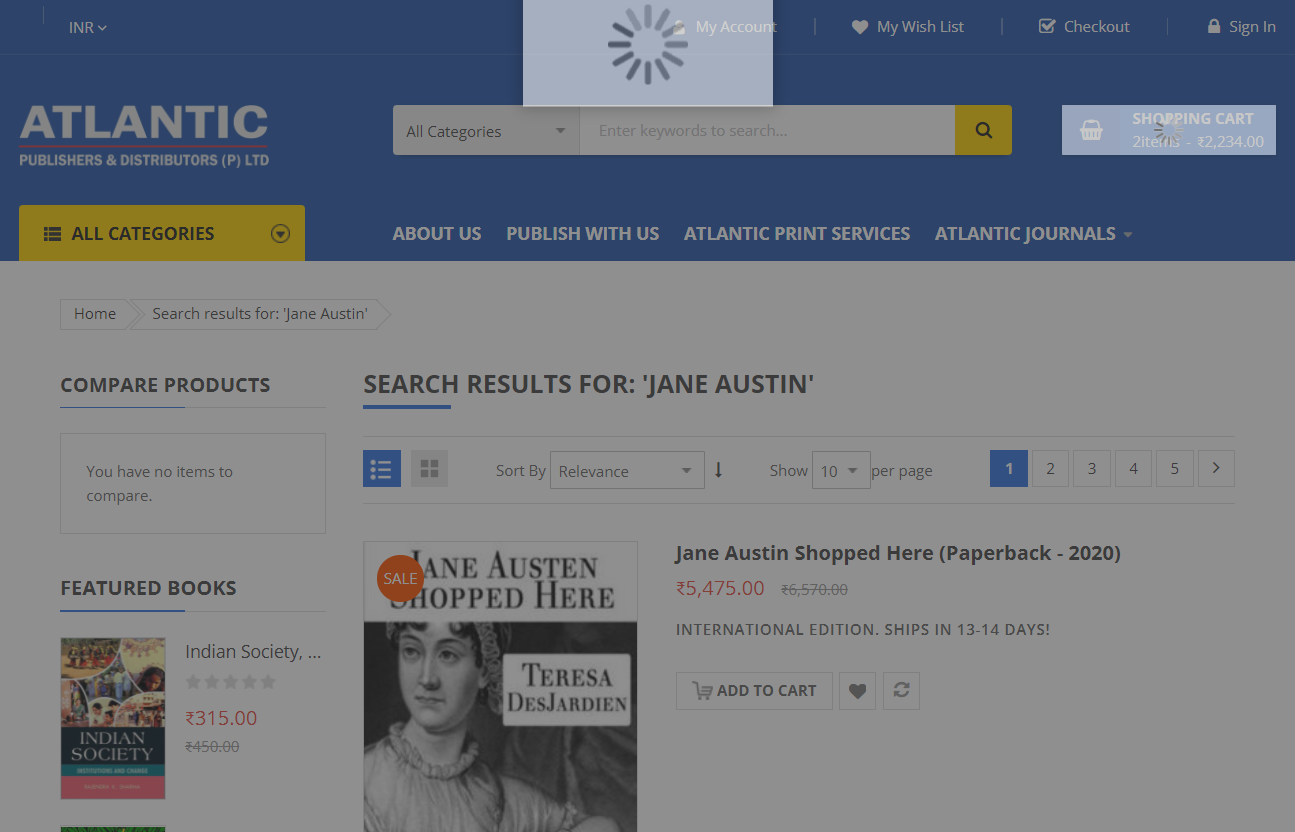 INR
My Account
My Wish List
Checkout
Sign In
ATLANTIC
PUBLISHERS & DISTRIBUTORS (P) LTD
All Categories
Enter keywords to search...
SHOPPING CART
2items - ₹2,234.00
ALL CATEGORIES
ABOUT US
PUBLISH WITH US
ATLANTIC PRINT SERVICES
ATLANTIC JOURNALS
Home
Search results for: 'Jane Austin'
COMPARE PRODUCTS
You have no items to
compare.
FEATURED BOOKS
INDIAN
SOCIETY
INSTITUTIONS AND CHANGE
Indian Society, ...
₹315.00
₹450.00
SEARCH RESULTS FOR: 'JANE AUSTIN'
Sort By Relevance
Show 10 per page
1 2 3 4 5
SALE
JANE AUSTEN
SHOPPED HERE
TERESA
DESJARDIEN
Jane Austin Shopped Here (Paperback - 2020)
₹5,475.00 ₹6,570.00
INTERNATIONAL EDITION. SHIPS IN 13-14 DAYS!
ADD TO CART